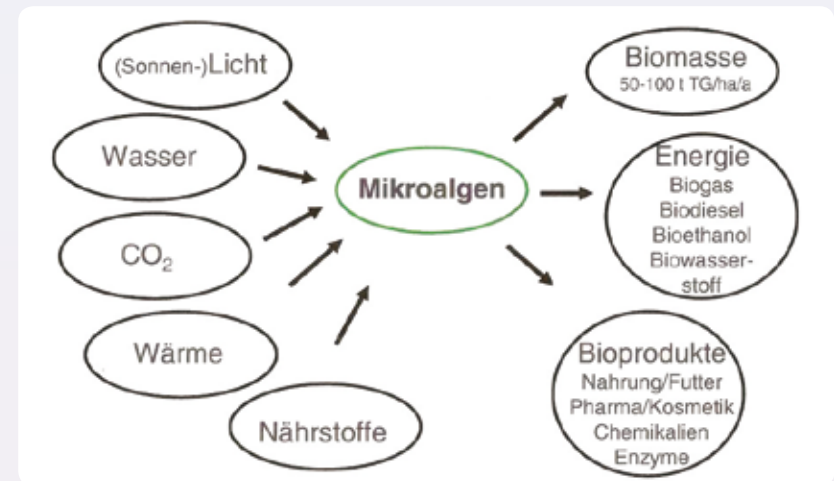 (Sonnen-)Licht
Wasser
CO₂
Wärme
Nährstoffe
Mikroalgen
Biomasse
50-100 t TG/ha/a
Energie
Biogas
Biodiesel
Bioethanol
Biowasser-
stoff
Bioprodukte
Nahrung/Futter
Pharma/Kosmetik
Chemikalien
Enzyme